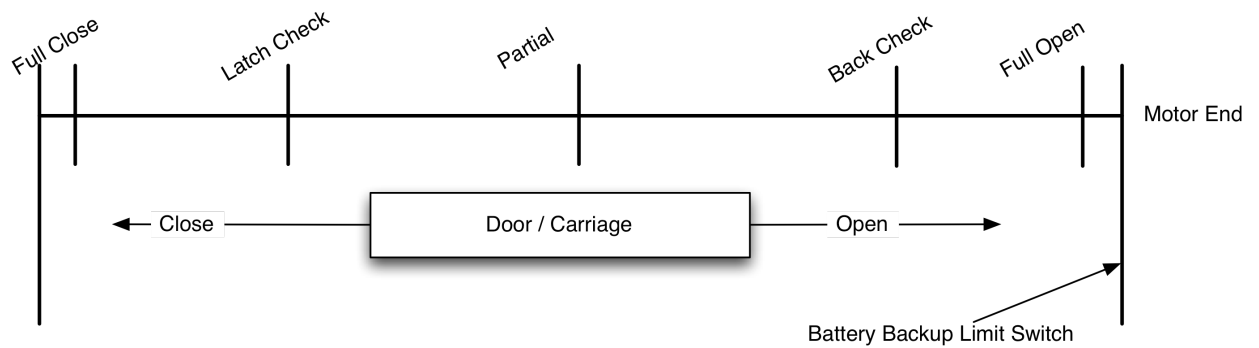 Full Close
Latch Check
Partial
Back Check
Full Open
Motor End
Close
Door / Carriage
Open
Battery Backup Limit Switch